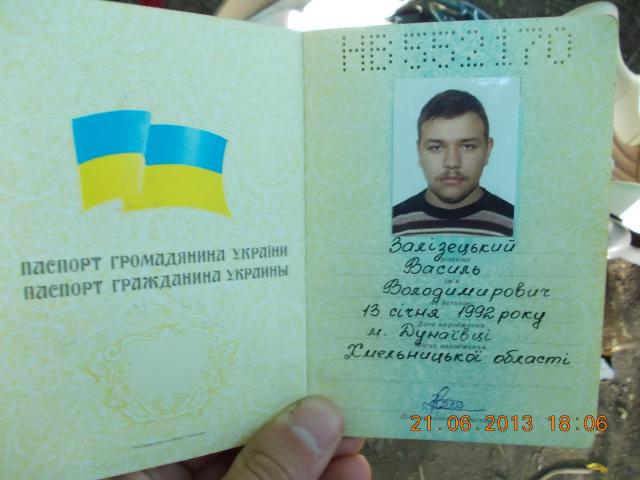 ПАСПОРТ ГРОМАДЯНИНА УКРАЇНИ
ПАСПОРТ ГРАЖДАНИНА УКРАИНЫ
НВ 552170
Залізецький
Прізвище
Василь
Ім'я
Володимирович
По батькові
13 січня 1992 року
Дата народження
м. Дунаївці
Місце народження
Хмельницької області
21.06.2013 18:06